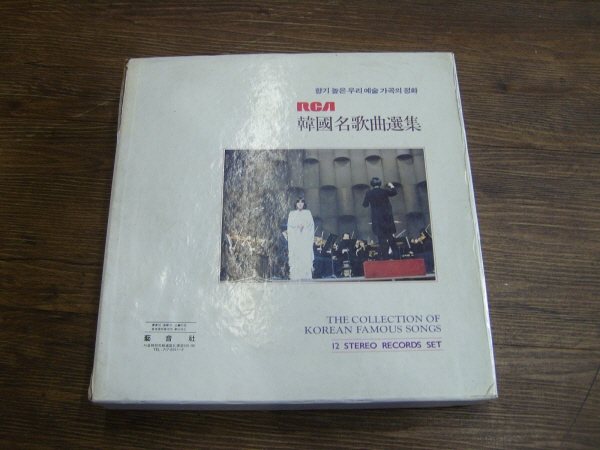 향기 높은 우리 예술 가곡의 정화
RCA
韓國名歌曲選集
THE COLLECTION OF
KOREAN FAMOUS SONGS
12 STEREO RECORDS SET
藝音社